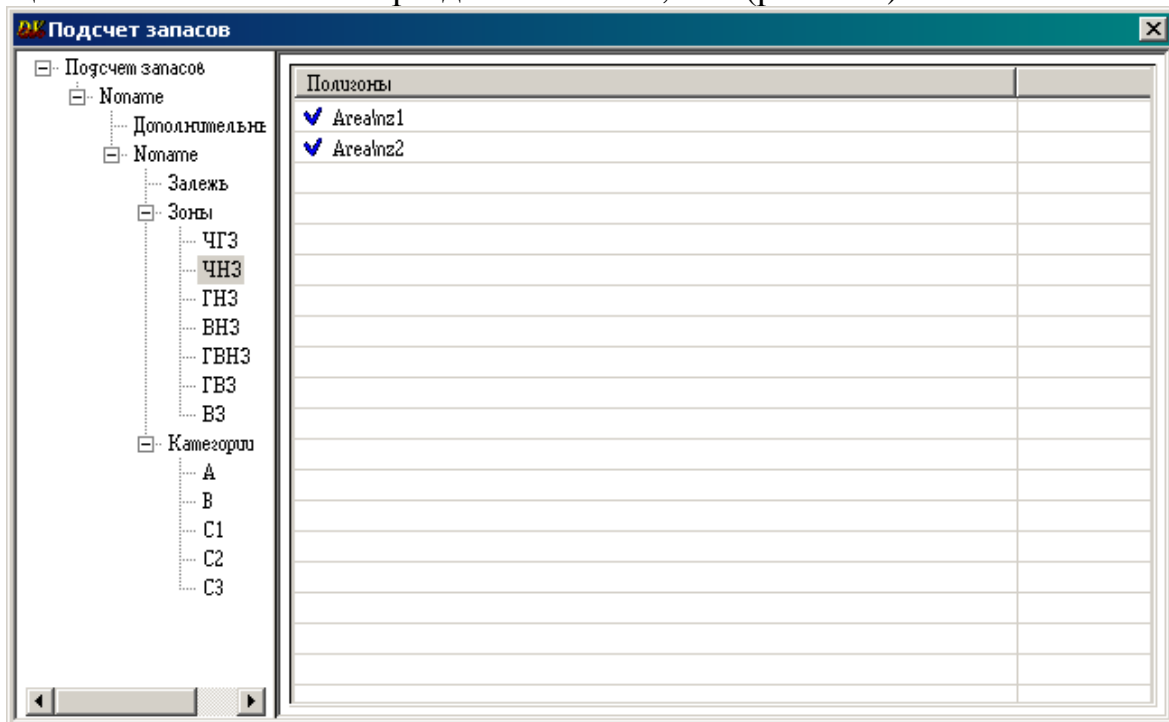 Подсчет запасов
Подсчет запасов
Noname
Дополнительнь
Noname
Залежь
Зоны
ЧГЗ
ЧНЗ
ГНЗ
ВНЗ
ГВНЗ
ГВЗ
ВЗ
Категории
A
B
C1
C2
C3
Полигоны
Area\nz1
Area\nz2